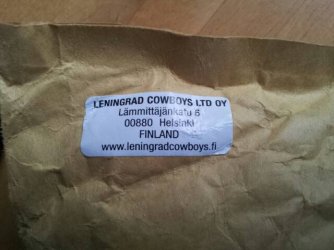 LENINGRAD COWBOYS LTD OY
Lämmittäjänkatu 6
00880 Helsinki
FINLAND
www.leningradcowboys.fi